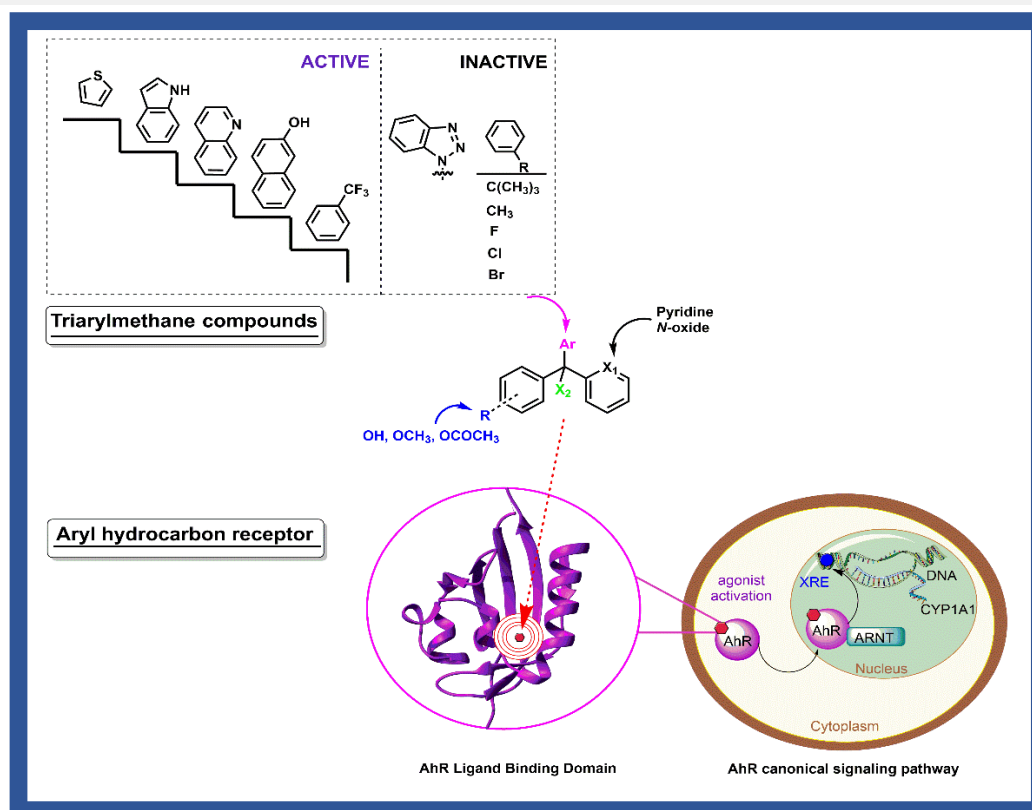 ACTIVE
INACTIVE
S
NH
N
OH
CF3
N
N
N
R
C(CH3)3
CH3
F
Cl
Br
Triarylmethane compounds
Pyridine
N-oxide
Ar
X1
X2
R
OH, OCH3, OCOCH3
Aryl hydrocarbon receptor
agonist
activation
XRE
DNA
CYP1A1
AhR
AhR
ARNT
Nucleus
Cytoplasm
AhR Ligand Binding Domain
AhR canonical signaling pathway